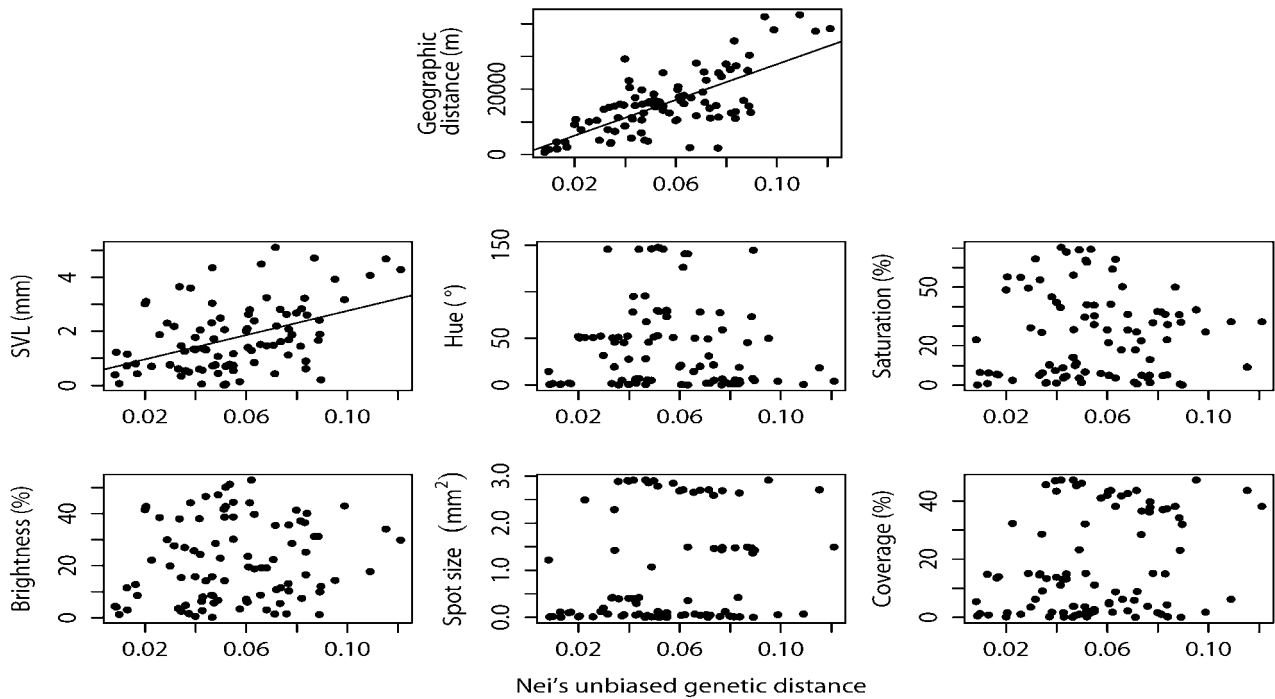 Geographic
distance (m)
0 20000
0.02 0.06 0.10
SVL (mm)
0 2 4
0.02 0.06 0.10
Hue (°)
0 50 150
0.02 0.06 0.10
Saturation (%)
0 20 50
0.02 0.06 0.10
Brightness (%)
0 20 40
0.02 0.06 0.10
Spot size (mm²)
0.0 1.0 2.0 3.0
0.02 0.06 0.10
Coverage (%)
0 20 40
0.02 0.06 0.10
Nei's unbiased genetic distance